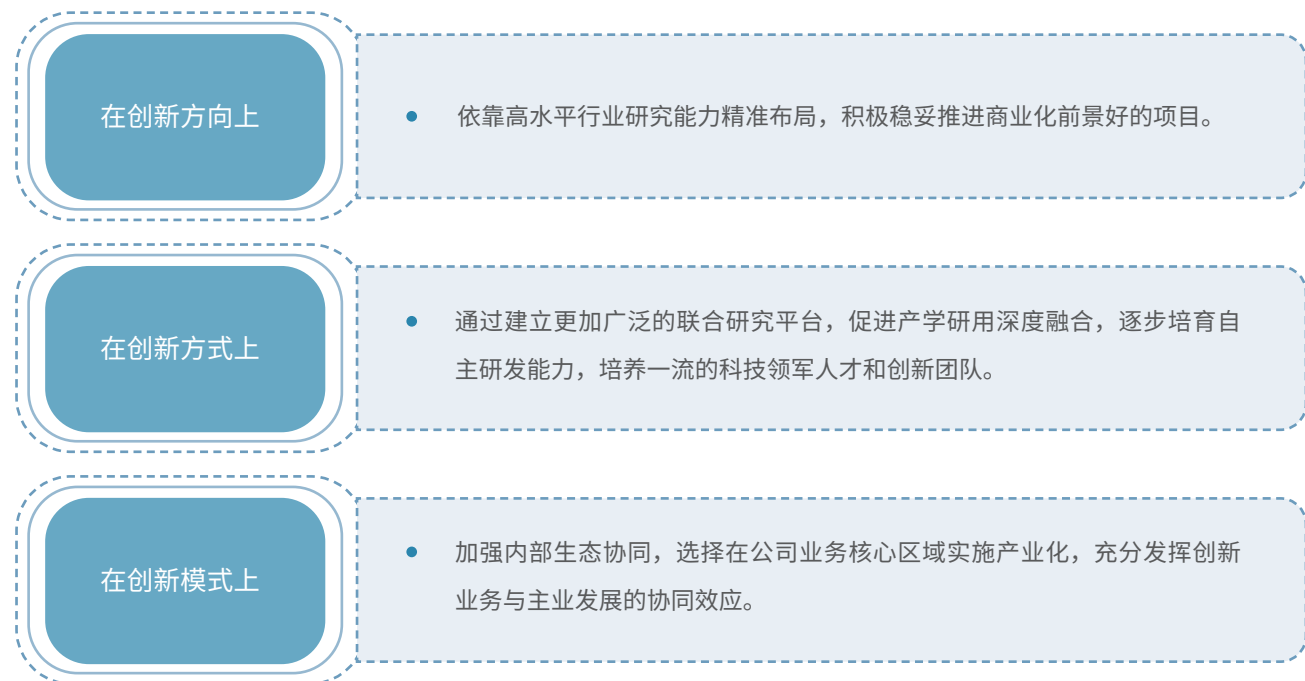 在创新方向上
依靠高水平行业研究能力精准布局，积极稳妥推进商业化前景好的项目。
在创新方式上
通过建立更加广泛的联合研究平台，促进产学研用深度融合，逐步培育自
主研发能力，培养一流的科技领军人才和创新团队。
在创新模式上
加强内部生态协同，选择在公司业务核心区域实施产业化，充分发挥创新
业务与主业发展的协同效应。